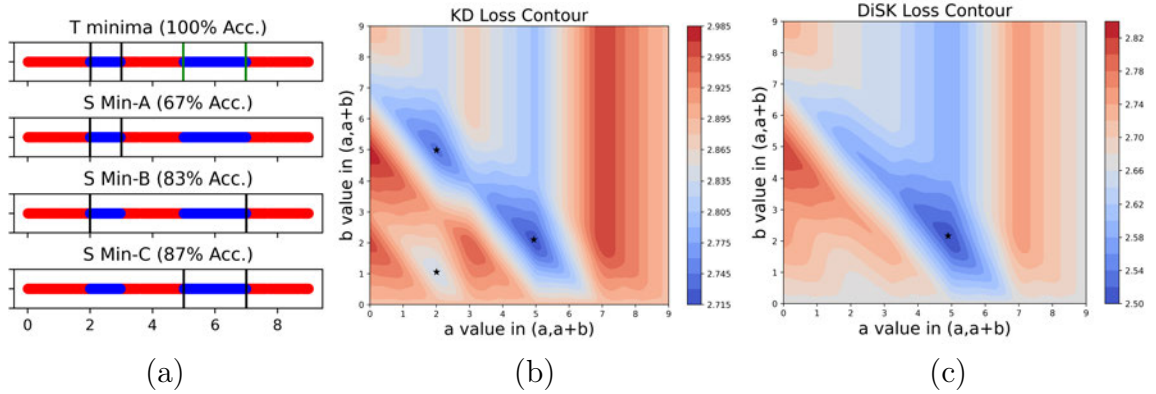 T minima (100% Acc.)
S Min-A (67% Acc.)
S Min-B (83% Acc.)
S Min-C (87% Acc.)
0 2 4 6 8
(a)
KD Loss Contour
9
8
7
6
5
4
3
2
1
0
b value in (a,a+b)
0 1 2 3 4 5 6 7 8 9
a value in (a,a+b)
2.985
2.955
2.925
2.895
2.865
2.835
2.805
2.775
2.745
2.715
(b)
DiSK Loss Contour
9
8
7
6
5
4
3
2
1
0
b value in (a,a+b)
0 1 2 3 4 5 6 7 8 9
a value in (a,a+b)
2.82
2.78
2.74
2.70
2.66
2.62
2.58
2.54
2.50
(c)